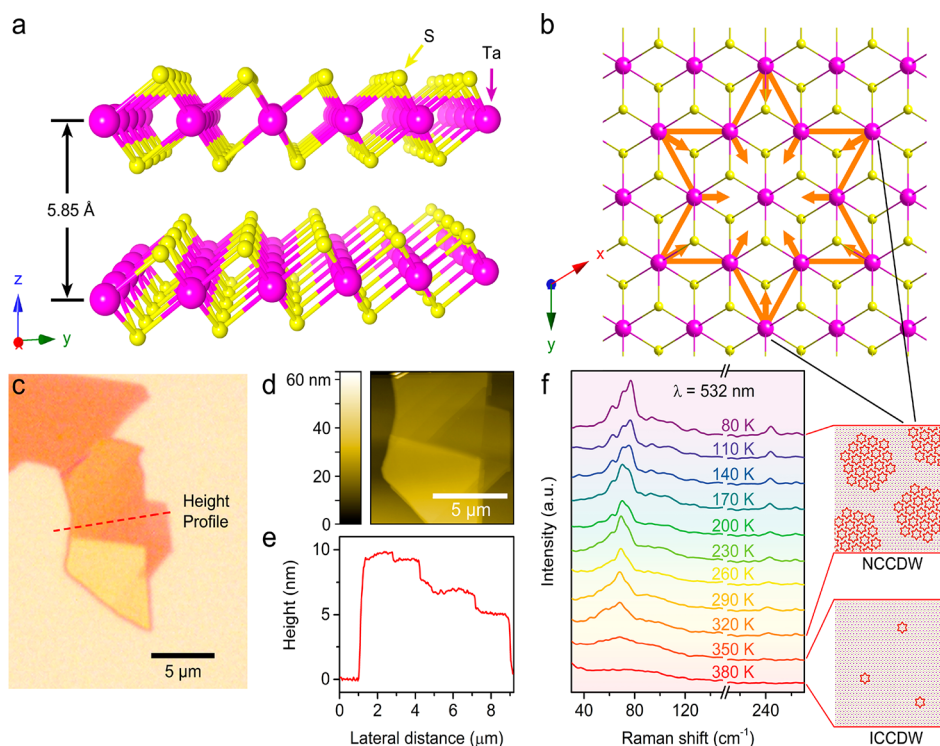 a
S
Ta
5.85 Å
z
x
y
b
x
y
c
Height
Profile
5 μm
d
60 nm
40
20
0
5 μm
e
Height (nm)
10
5
0
0 2 4 6 8
Lateral distance (μm)
f
λ = 532 nm
80 K
110 K
140 K
170 K
200 K
230 K
260 K
290 K
320 K
350 K
380 K
Intensity (a.u.)
40 80 120 240
Raman shift (cm⁻¹)
NCCDW
ICCDW